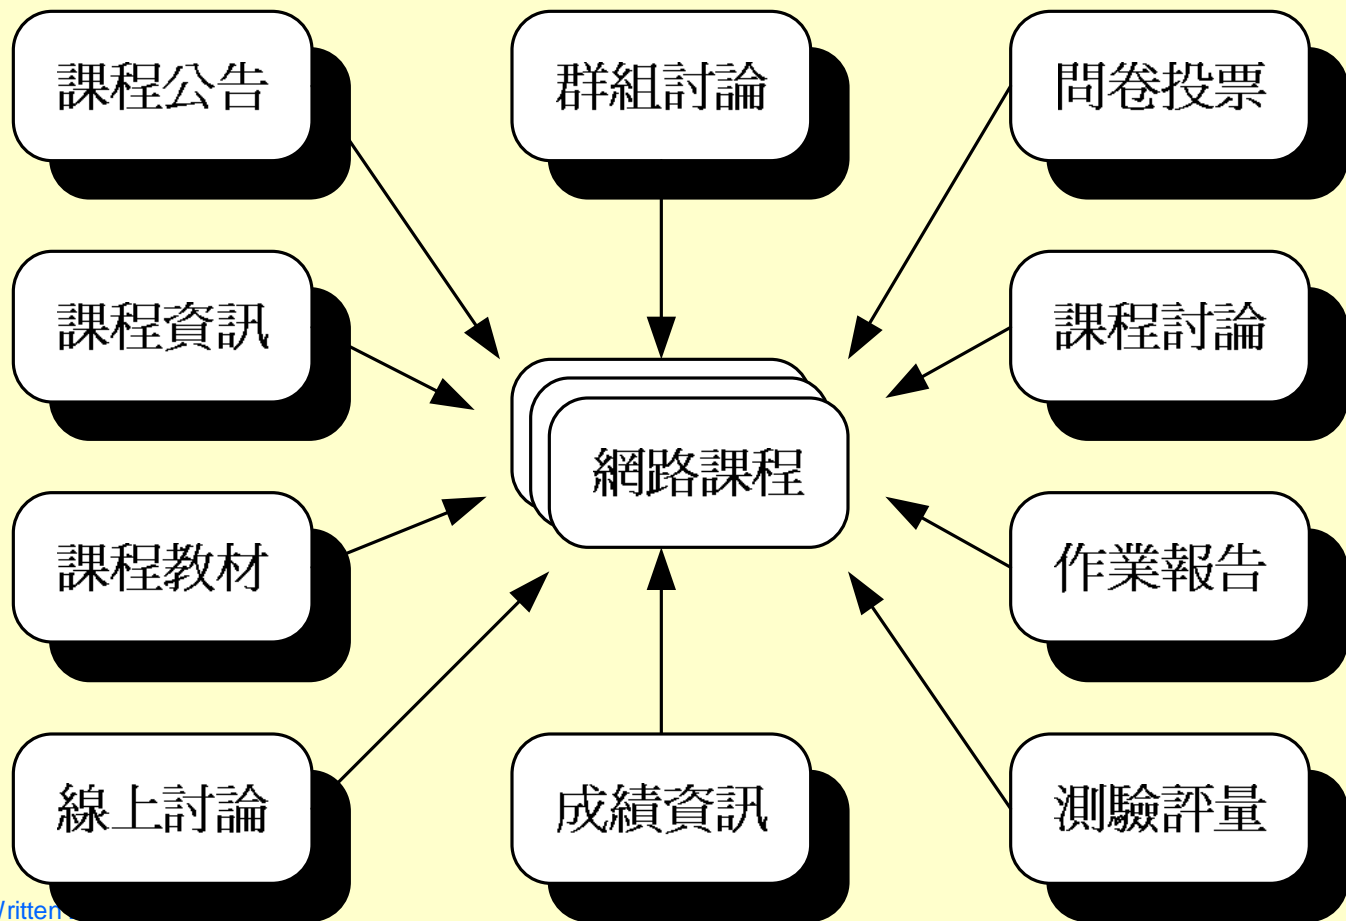 課程公告
群組討論
問卷投票
課程資訊
課程討論
網路課程
課程教材
作業報告
線上討論
成績資訊
測驗評量